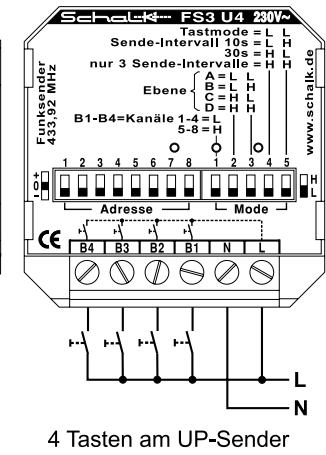 Schalk FS3 U4 230V~
Tastmode = L L
Sende-Intervall 10s = L H
30s = H L
nur 3 Sende-Intervalle = H H
A = L L
B = L H
Ebene C = H L
D = H H
B1-B4=Kanäle 1-4 = L
5-8 = H
Funksender
433,92 MHz
www.schalk.de
1 2 3 4 5 6 7 8 1 2 3 4 5
+
0
-
H
L
Adresse Mode
CE
B4 B3 B2 B1 N L
L
N
4 Tasten am UP-Sender